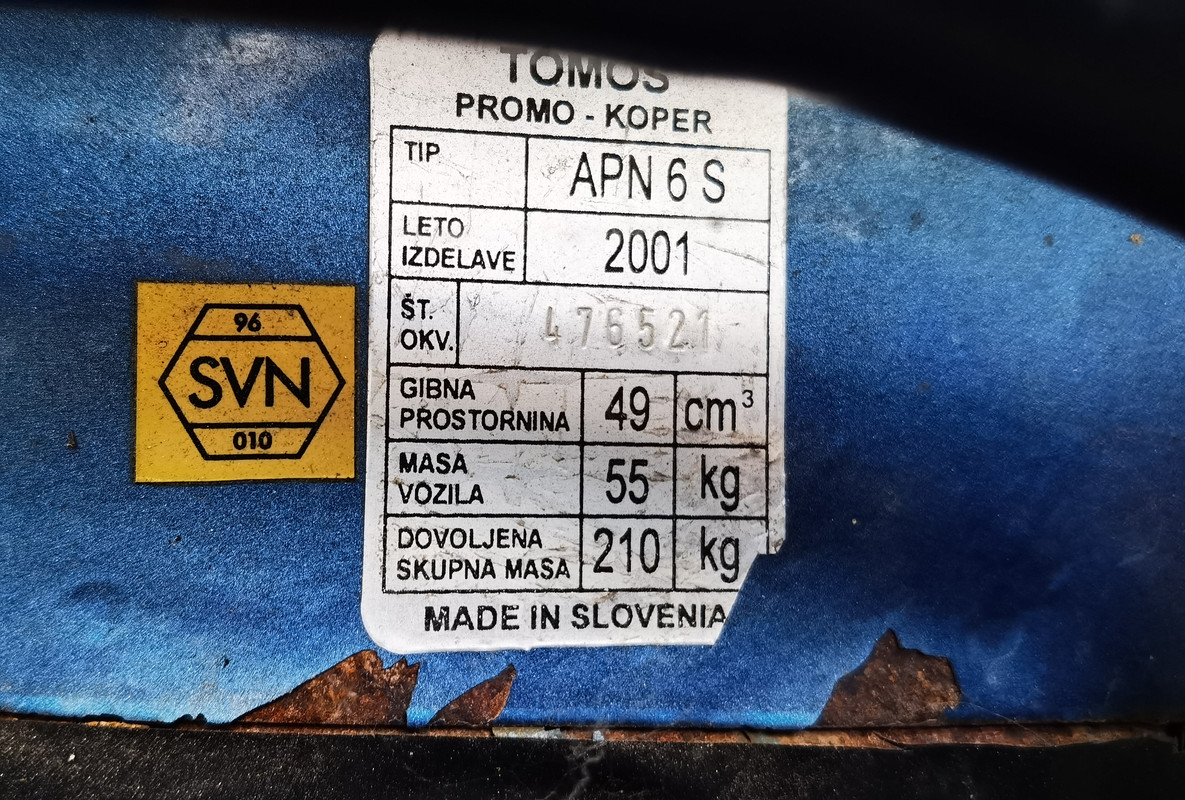 TOMOS
PROMO - KOPER
TIP APN 6 S
LETO IZDELAVE 2001
ŠT. OKV. 476521
GIBNA PROSTORNINA 49 cm³
MASA VOZILA 55 kg
DOVOLJENA SKUPNA MASA 210 kg
MADE IN SLOVENIA
96
SVN
010